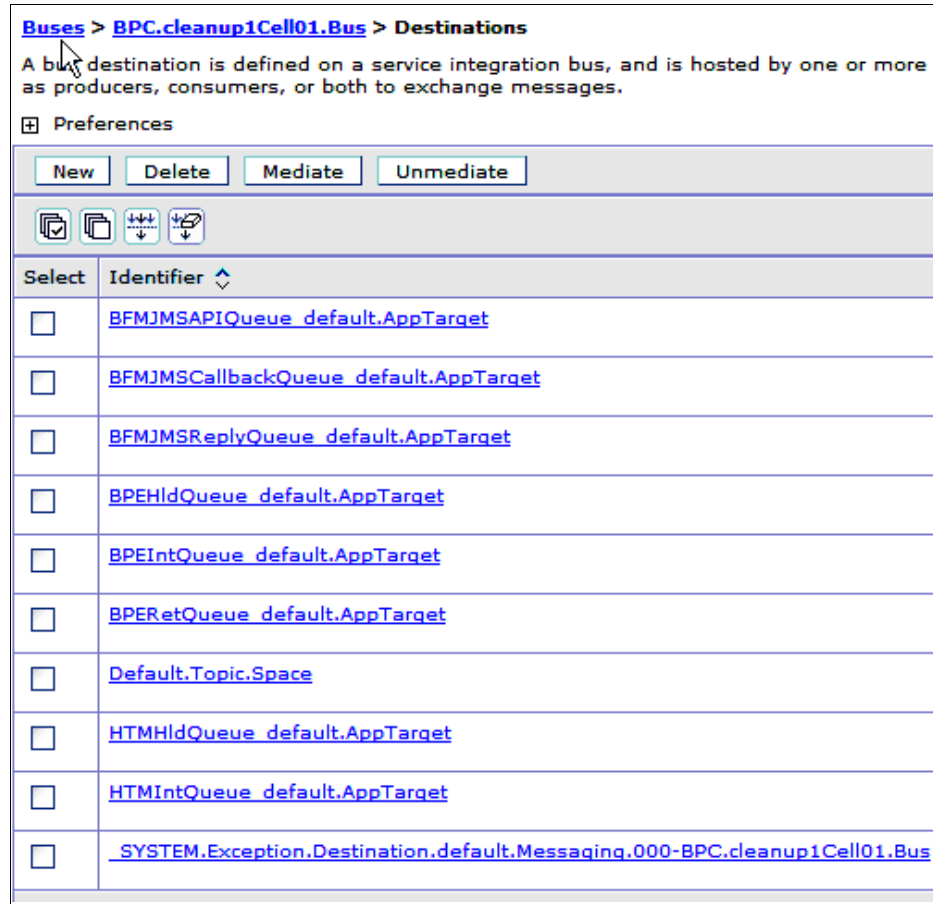 Buses > BPC.cleanup1Cell01.Bus > Destinations
A bus destination is defined on a service integration bus, and is hosted by one or more
as producers, consumers, or both to exchange messages.
Preferences
New Delete Mediate Unmediate
Select Identifier
BFMJMSAPIQueue_default.AppTarget
BFMJMSCallbackQueue_default.AppTarget
BFMJMSReplyQueue_default.AppTarget
BPEHldQueue_default.AppTarget
BPEIntQueue_default.AppTarget
BPERetQueue_default.AppTarget
Default.Topic.Space
HTMHldQueue_default.AppTarget
HTMIntQueue_default.AppTarget
_SYSTEM.Exception.Destination.default.Messaging.000-BPC.cleanup1Cell01.Bus